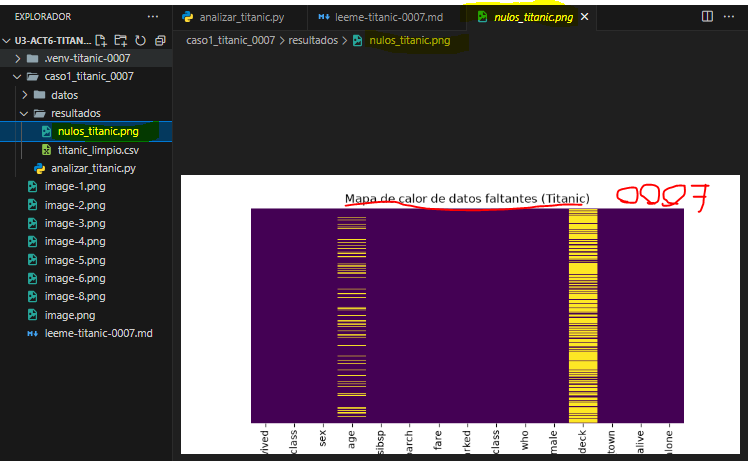 EXPLORADOR
U3-ACT6-TITAN...
.venv-titanic-0007
caso1_titanic_0007
datos
resultados
nulos_titanic.png
titanic_limpio.csv
analizar_titanic.py
image-1.png
image-2.png
image-3.png
image-4.png
image-5.png
image-6.png
image-8.png
image.png
leeme-titanic-0007.md
analizar_titanic.py
leeme-titanic-0007.md
nulos_titanic.png
caso1_titanic_0007 > resultados > nulos_titanic.png
Mapa de calor de datos faltantes (Titanic)
0007
vived
class
sex
age
sibsp
arch
fare
arked
class
who
male
deck
town
alive
alone